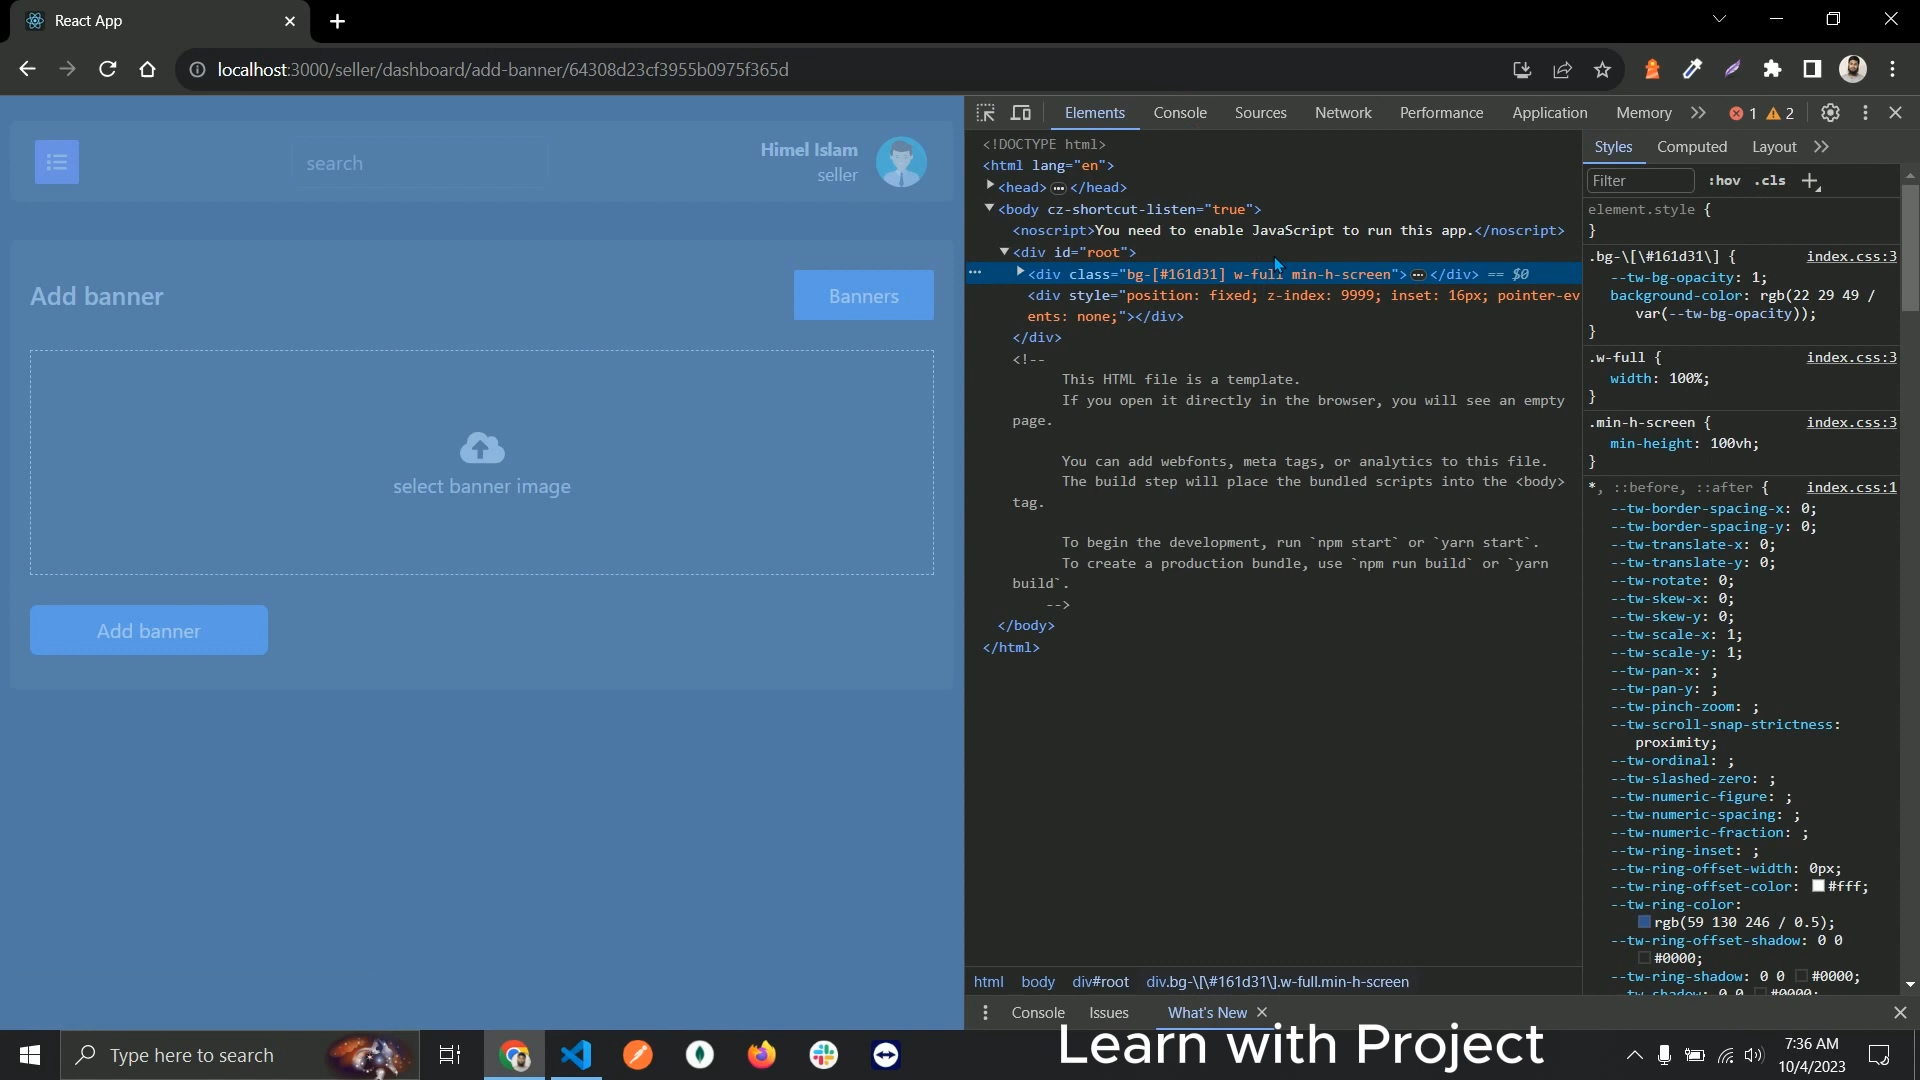 React App
localhost:3000/seller/dashboard/add-banner/64308d23cf3955b0975f365d
search
Himel Islam
seller
Add banner
Banners
select banner image
Add banner
Elements Console Sources Network Performance Application Memory 1 2
<!DOCTYPE html>
<html lang="en">
<head> </head>
<body cz-shortcut-listen="true">
<noscript>You need to enable JavaScript to run this app.</noscript>
<div id="root">
<div class="bg-[#161d31] w-full min-h-screen"> </div> == $0
<div style="position: fixed; z-index: 9999; inset: 16px; pointer-ev
ents: none;"></div>
</div>
<!--
This HTML file is a template.
If you open it directly in the browser, you will see an empty
page.
You can add webfonts, meta tags, or analytics to this file.
The build step will place the bundled scripts into the <body>
tag.
To begin the development, run `npm start` or `yarn start`.
To create a production bundle, use `npm run build` or `yarn
build`.
-->
</body>
</html>
html body div#root div.bg-\[\#161d31\].w-full.min-h-screen
Styles Computed Layout
Filter :hov .cls
element.style {
}
.bg-\[\#161d31\] { index.css:3
--tw-bg-opacity: 1;
background-color: rgb(22 29 49 /
var(--tw-bg-opacity));
}
.w-full { index.css:3
width: 100%;
}
.min-h-screen { index.css:3
min-height: 100vh;
}
*, ::before, ::after { index.css:1
--tw-border-spacing-x: 0;
--tw-border-spacing-y: 0;
--tw-translate-x: 0;
--tw-translate-y: 0;
--tw-rotate: 0;
--tw-skew-x: 0;
--tw-skew-y: 0;
--tw-scale-x: 1;
--tw-scale-y: 1;
--tw-pan-x: ;
--tw-pan-y: ;
--tw-pinch-zoom: ;
--tw-scroll-snap-strictness:
proximity;
--tw-ordinal: ;
--tw-slashed-zero: ;
--tw-numeric-figure: ;
--tw-numeric-spacing: ;
--tw-numeric-fraction: ;
--tw-ring-inset: ;
--tw-ring-offset-width: 0px;
--tw-ring-offset-color: #fff;
--tw-ring-color:
rgb(59 130 246 / 0.5);
--tw-ring-offset-shadow: 0 0
#0000;
--tw-ring-shadow: 0 0 #0000;
--tw-shadow: 0 0 #0000;
Console Issues What's New
Learn with Project
Type here to search
7:36 AM
10/4/2023